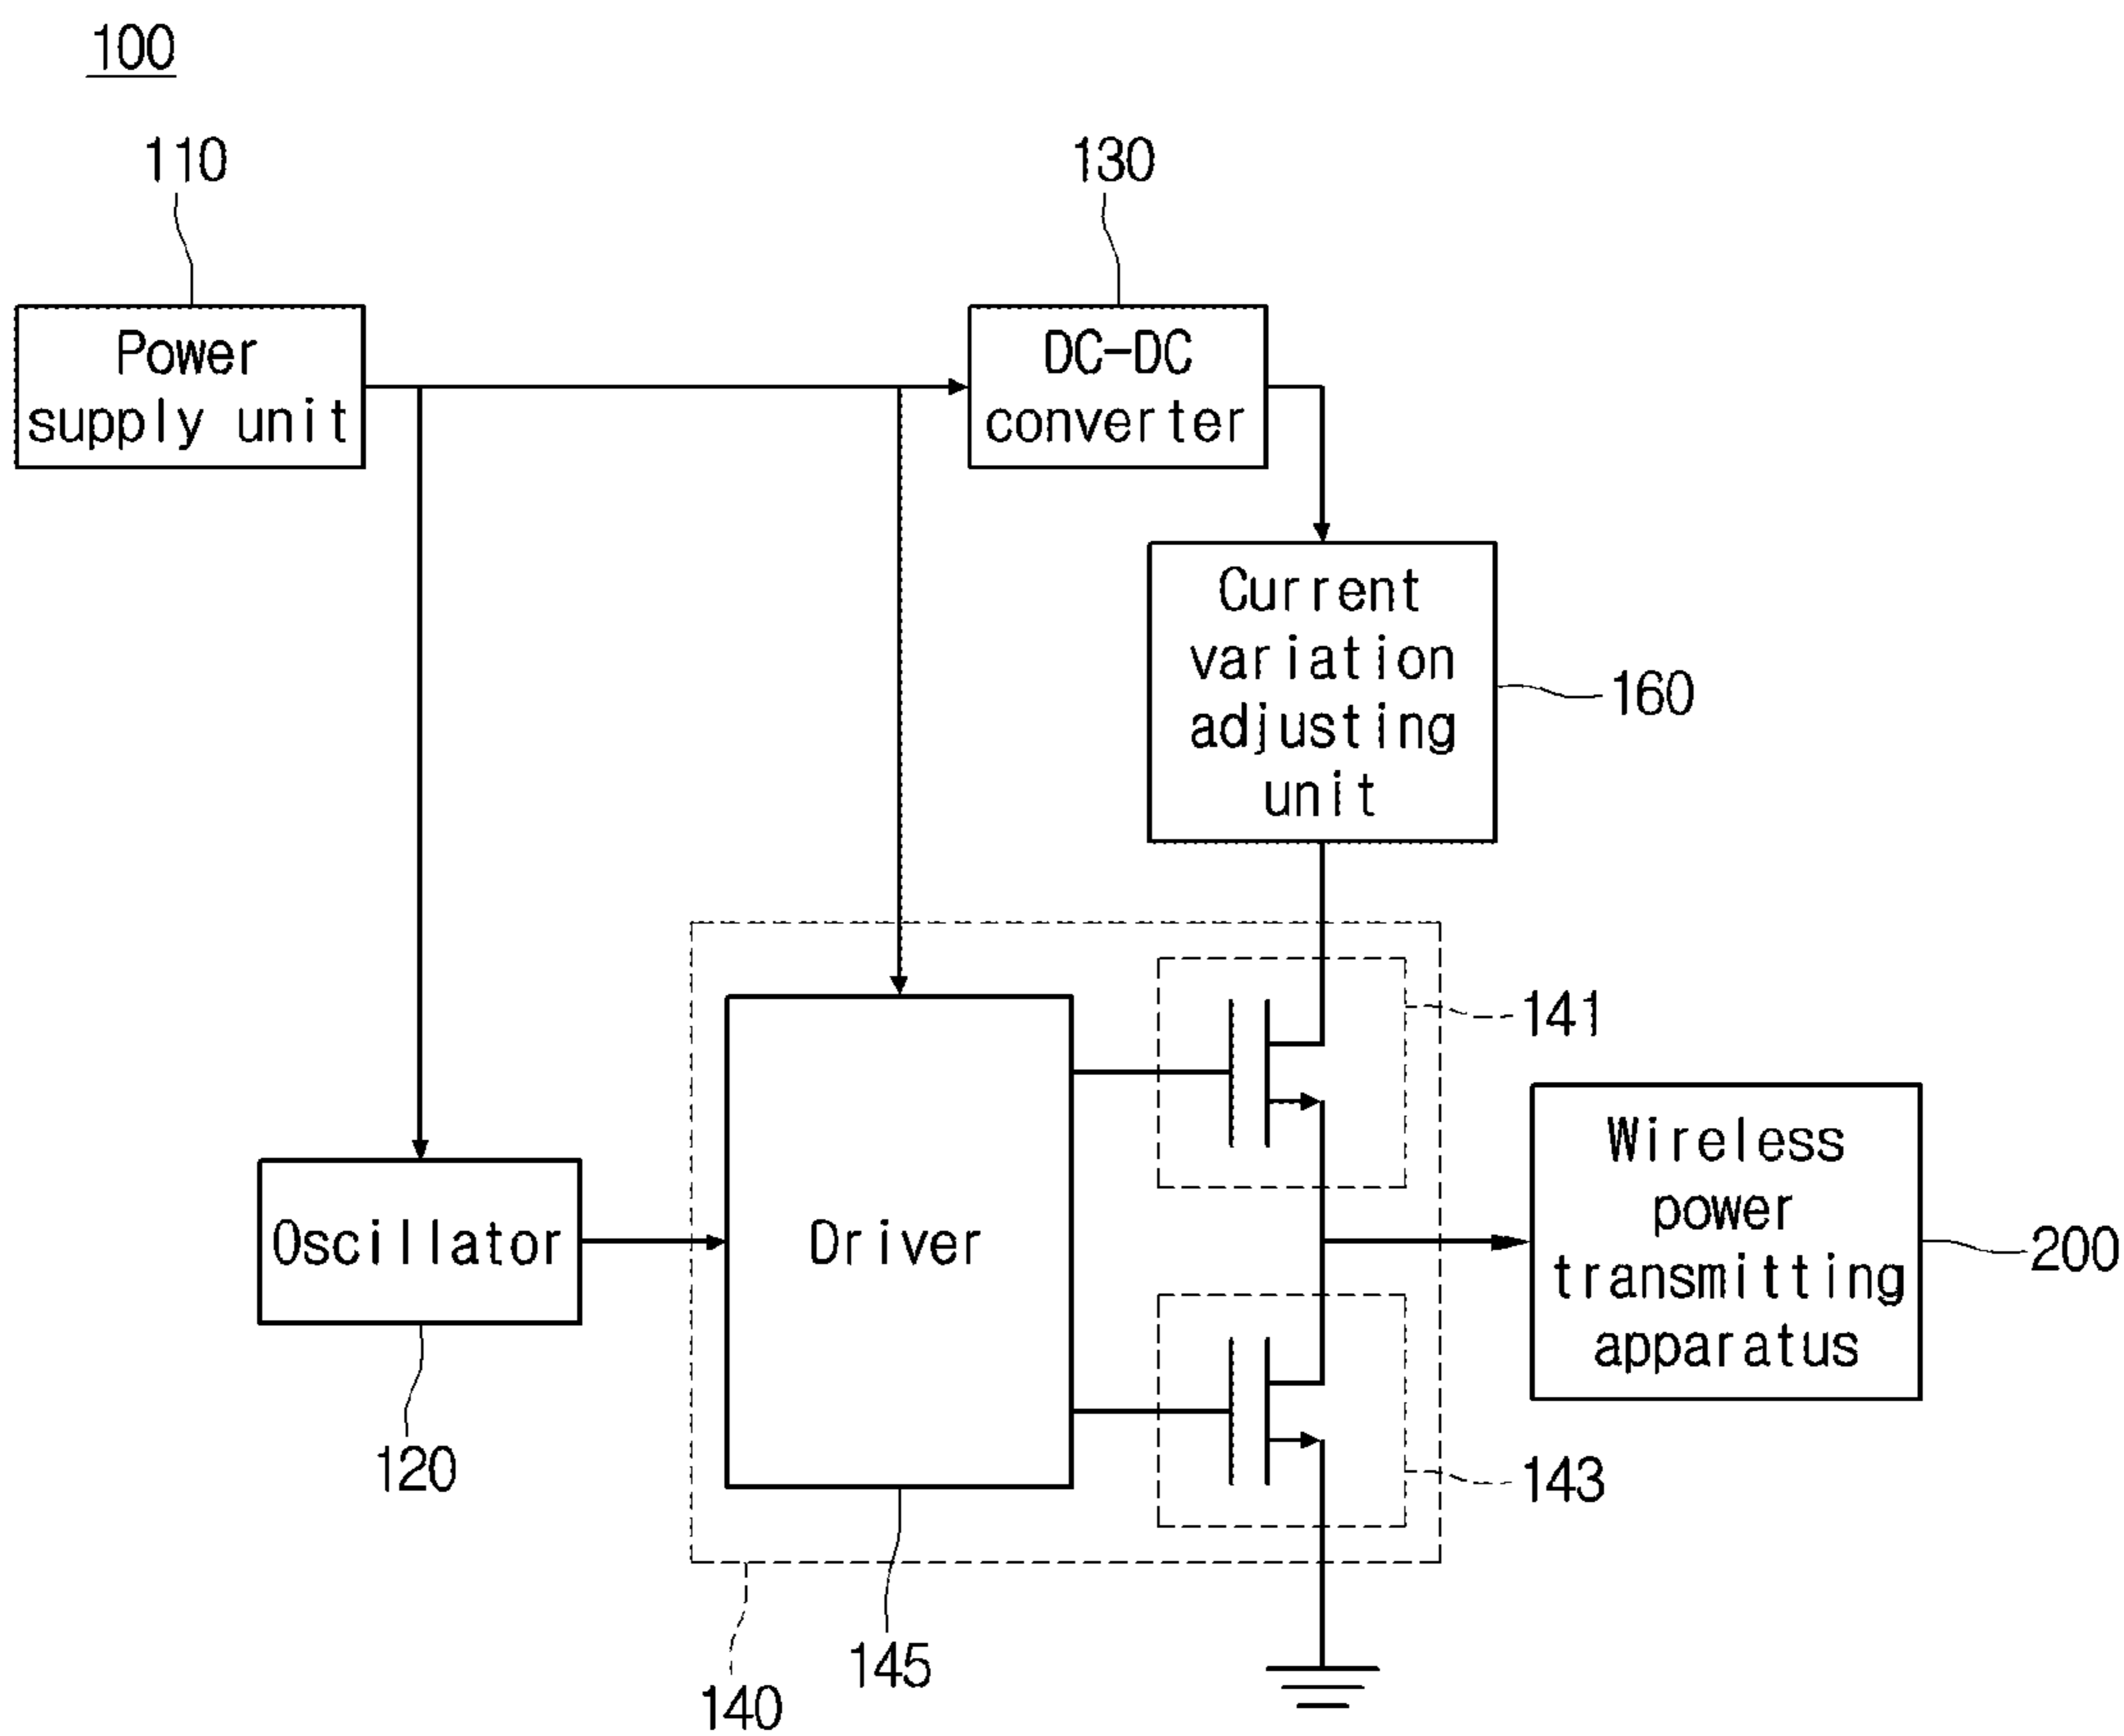 100
110
130
Power
supply unit
DC-DC
converter
Current
variation
adjusting
unit
160
141
Wireless
power
transmitting
apparatus
200
Oscillator
Driver
120
143
145
140